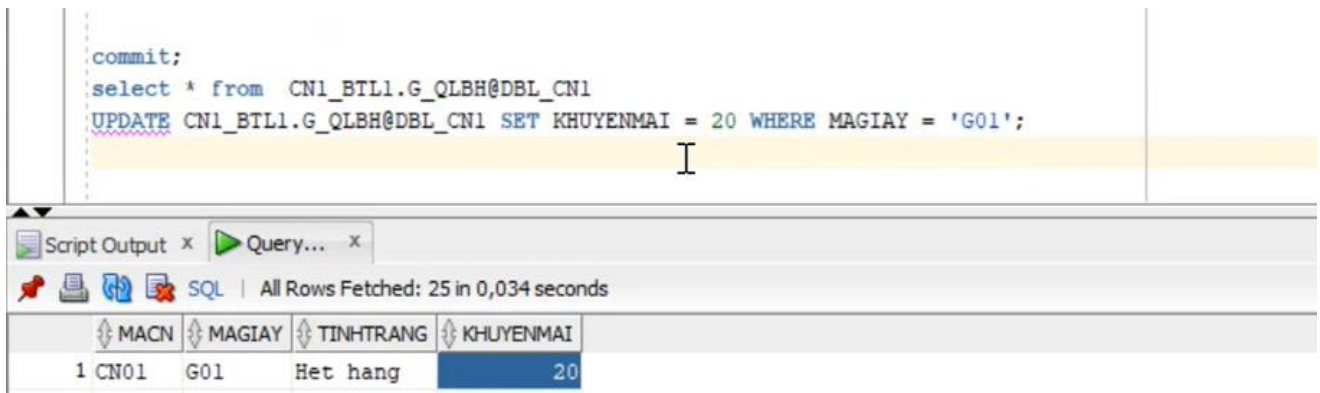 commit;
select * from CN1_BTL1.G_QLBH@DBL_CN1
UPDATE CN1_BTL1.G_QLBH@DBL_CN1 SET KHUYENMAI = 20 WHERE MAGIAY = 'G01';
Script Output x Query... x
SQL | All Rows Fetched: 25 in 0,034 seconds
MACN MAGIAY TINHTRANG KHUYENMAI
1 CN01 G01 Het hang 20